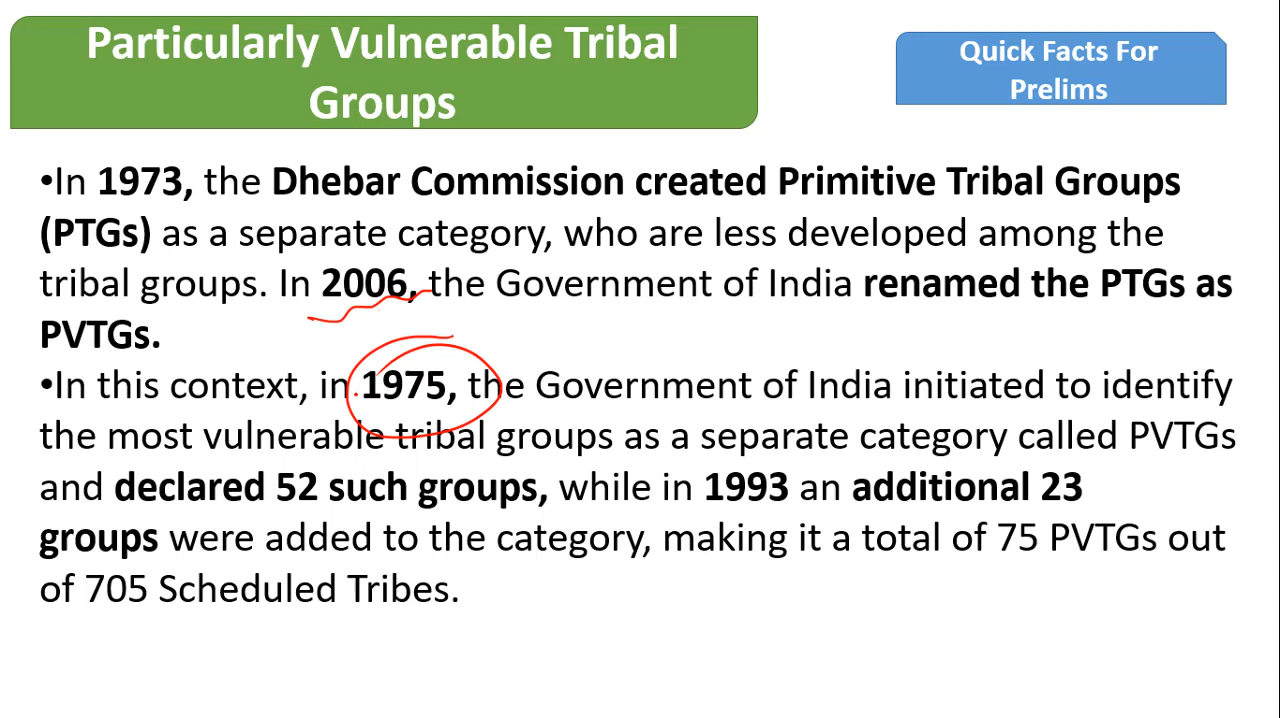 Particularly Vulnerable Tribal
Groups
Quick Facts For
Prelims
•In 1973, the Dhebar Commission created Primitive Tribal Groups
(PTGs) as a separate category, who are less developed among the
tribal groups. In 2006, the Government of India renamed the PTGs as
PVTGs.
•In this context, in 1975, the Government of India initiated to identify
the most vulnerable tribal groups as a separate category called PVTGs
and declared 52 such groups, while in 1993 an additional 23
groups were added to the category, making it a total of 75 PVTGs out
of 705 Scheduled Tribes.